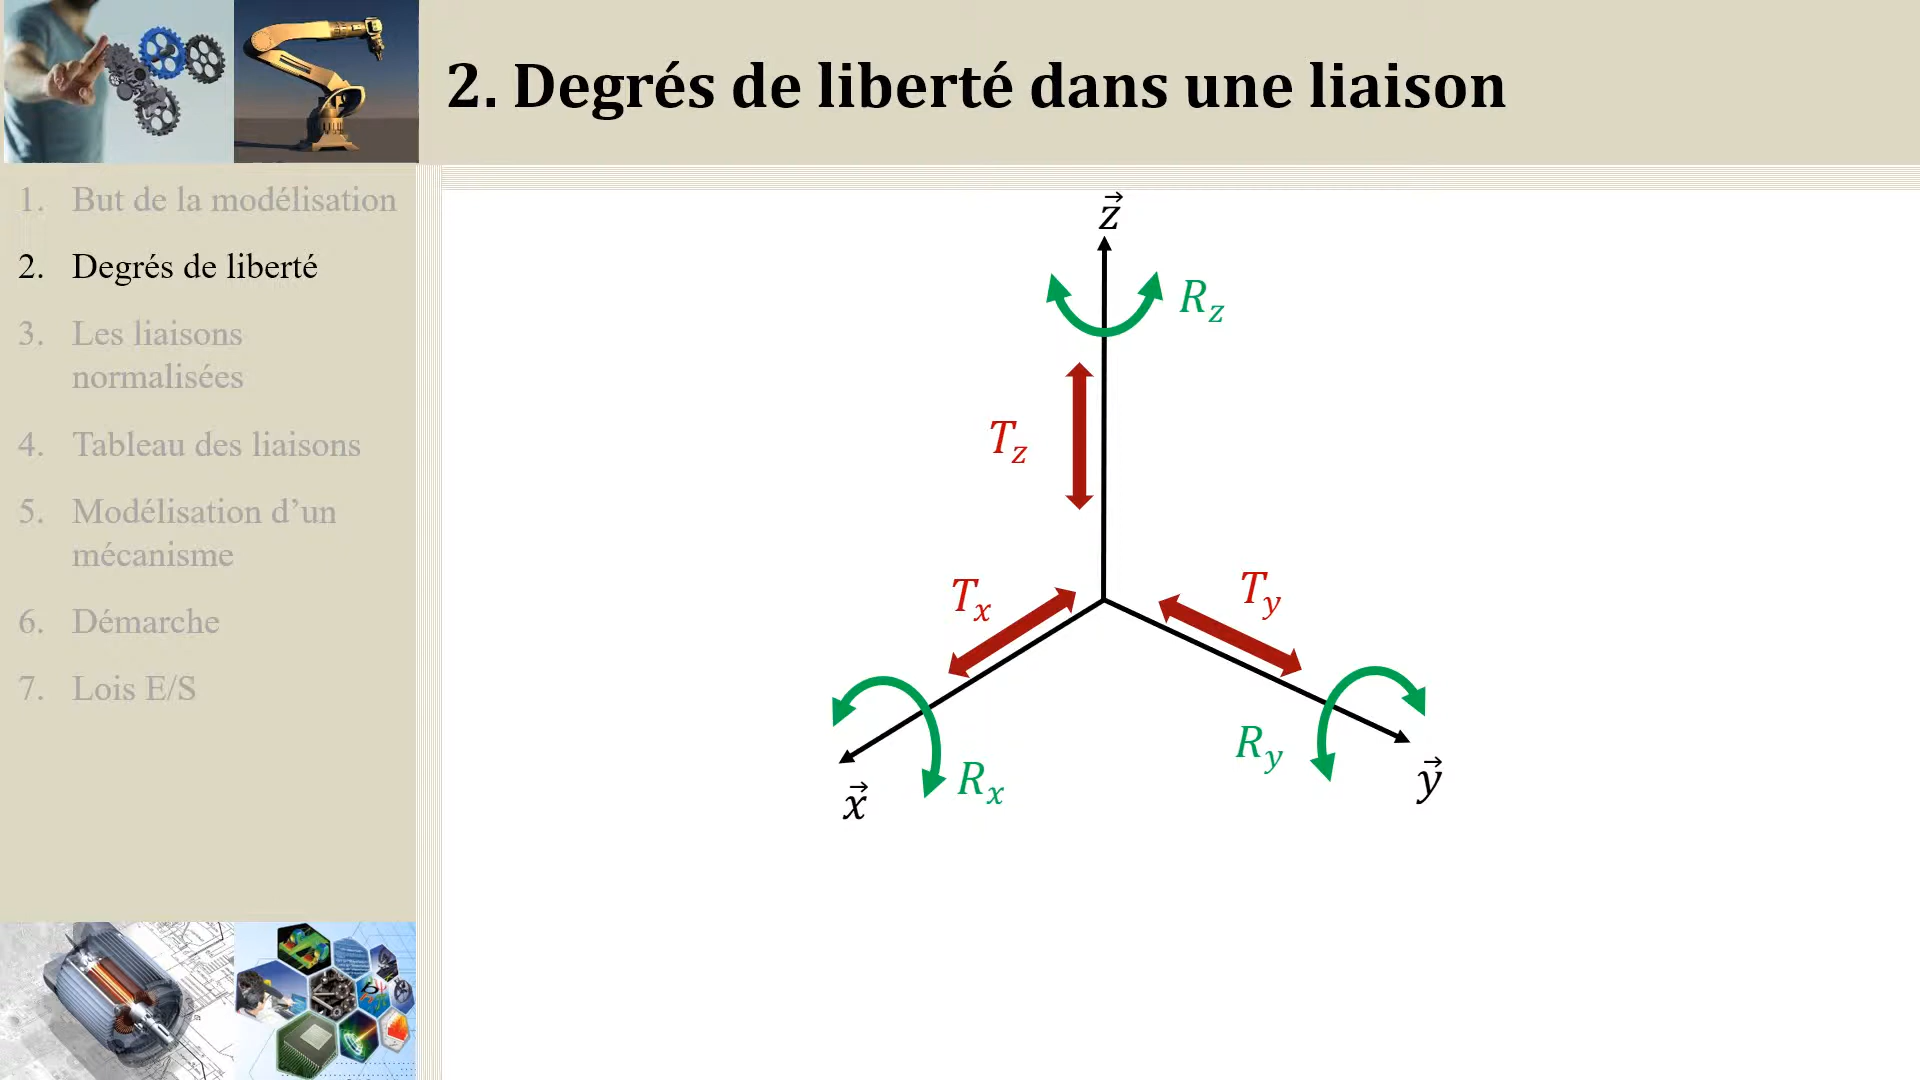 2. Degrés de liberté dans une liaison
1. But de la modélisation
2. Degrés de liberté
3. Les liaisons
normalisées
4. Tableau des liaisons
5. Modélisation d’un
mécanisme
6. Démarche
7. Lois E/S
z⃗
R_z
T_z
T_x
T_y
R_x
R_y
x⃗
y⃗